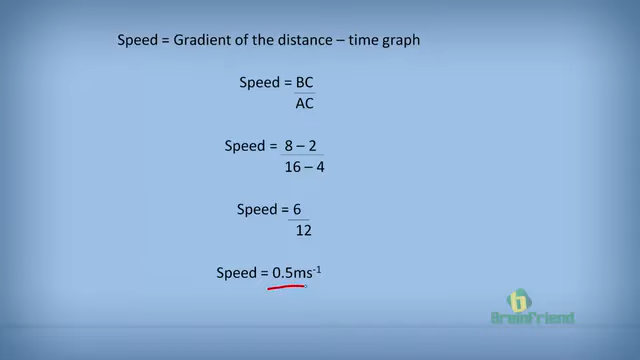 Speed = Gradient of the distance – time graph
Speed = BC
AC
Speed = 8 – 2
16 – 4
Speed = 6
12
Speed = 0.5ms⁻¹
BrainFriend